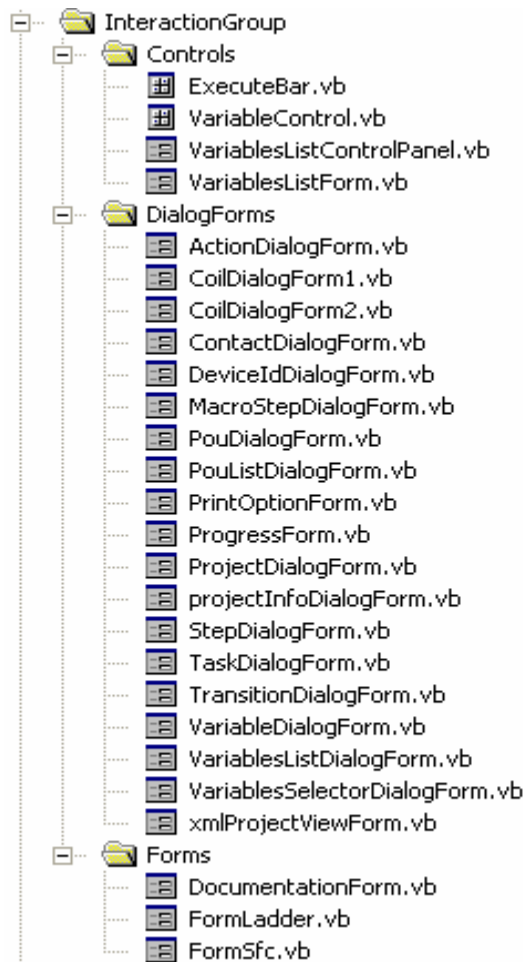 InteractionGroup
Controls
ExecuteBar.vb
VariableControl.vb
VariablesListControlPanel.vb
VariablesListForm.vb
DialogForms
ActionDialogForm.vb
CoilDialogForm1.vb
CoilDialogForm2.vb
ContactDialogForm.vb
DeviceIdDialogForm.vb
MacroStepDialogForm.vb
PouDialogForm.vb
PouListDialogForm.vb
PrintOptionForm.vb
ProgressForm.vb
ProjectDialogForm.vb
projectInfoDialogForm.vb
StepDialogForm.vb
TaskDialogForm.vb
TransitionDialogForm.vb
VariableDialogForm.vb
VariablesListDialogForm.vb
VariablesSelectorDialogForm.vb
xmlProjectViewForm.vb
Forms
DocumentationForm.vb
FormLadder.vb
FormSfc.vb